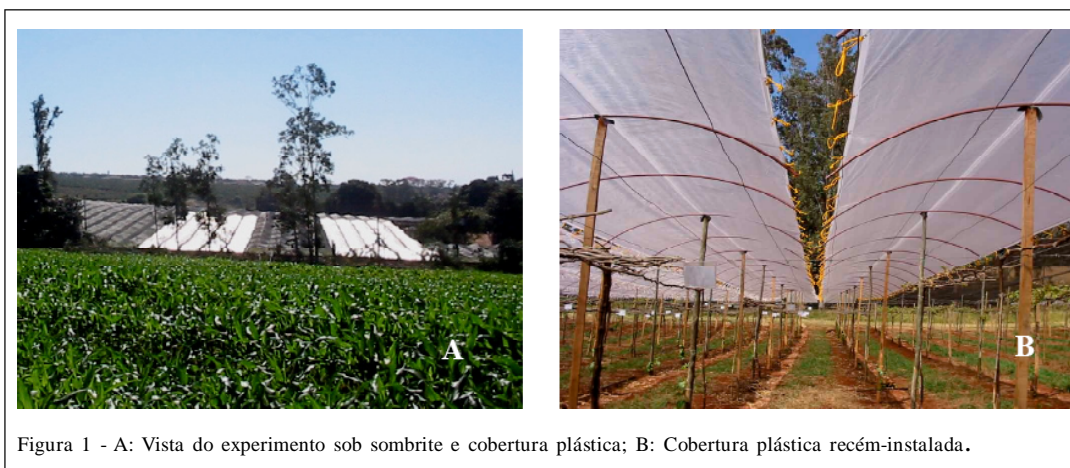 A
B
Figura 1 - A: Vista do experimento sob sombrite e cobertura plástica; B: Cobertura plástica recém-instalada.